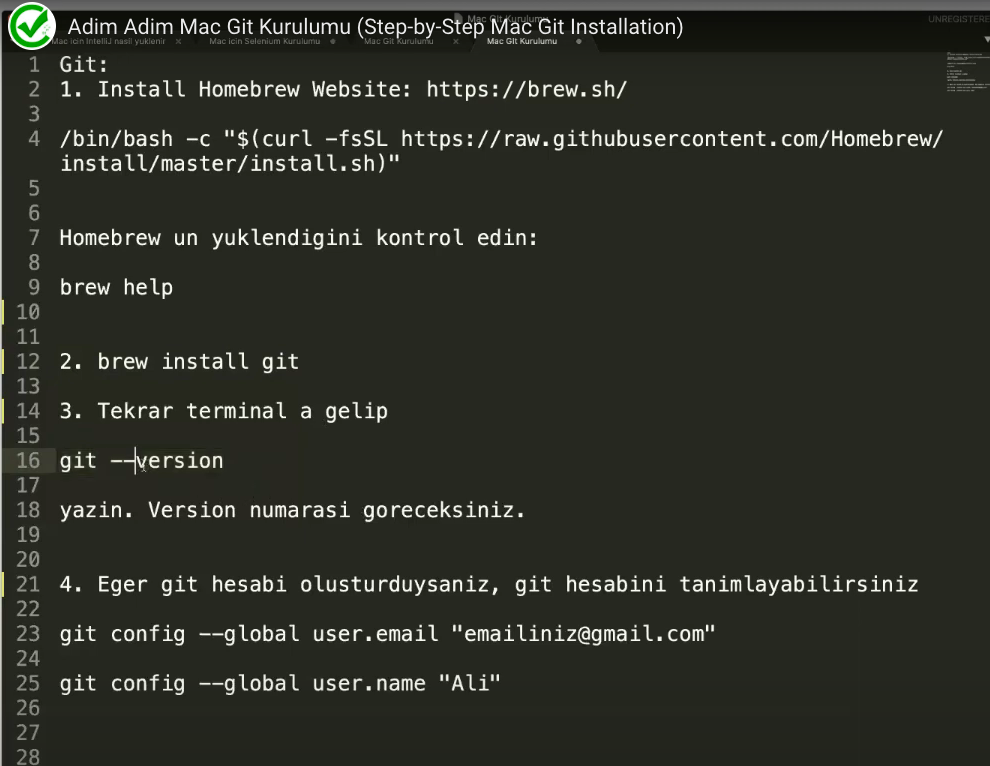 Adim Adim Mac Git Kurulumu (Step-by-Step Mac Git Installation)
Mac Git Kurulumu
UNREGISTERE
Mac icin IntelliJ nasil yuklenir
Mac icin Selenium Kurulumu
Mac Git Kurulumu
Mac Git Kurulumu
1 Git:
2 1. Install Homebrew Website: https://brew.sh/
3
4 /bin/bash -c "$(curl -fsSL https://raw.githubusercontent.com/Homebrew/
install/master/install.sh)"
5
6
7 Homebrew un yuklendigini kontrol edin:
8
9 brew help
10
11
12 2. brew install git
13
14 3. Tekrar terminal a gelip
15
16 git --version
17
18 yazin. Version numarasi goreceksiniz.
19
20
21 4. Eger git hesabi olusturduysaniz, git hesabini tanimlayabilirsiniz
22
23 git config --global user.email "emailiniz@gmail.com"
24
25 git config --global user.name "Ali"
26
27
28